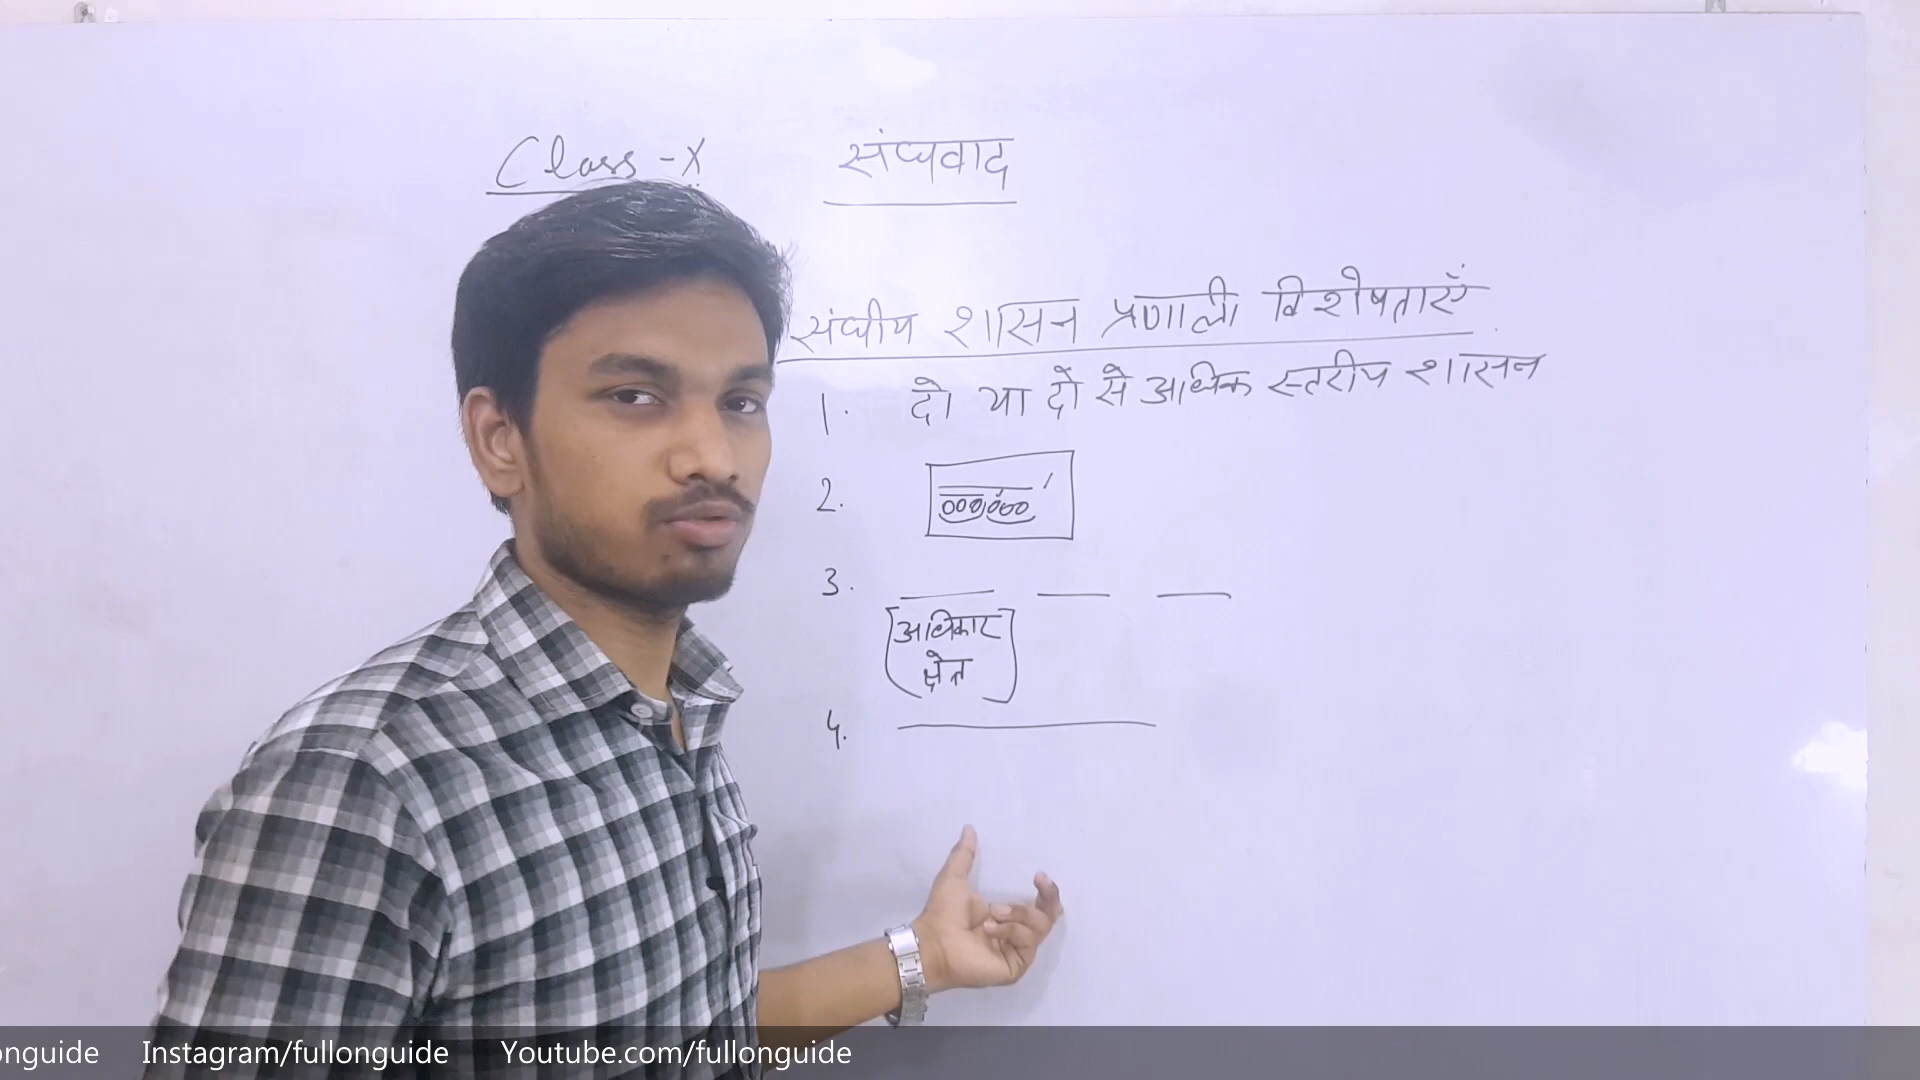 Class -X संघवाद
संघीय शासन प्रणाली विशेषताएँ
1. दो या दो से अधिक स्तरीय शासन
2.
3.
[अधिकार
क्षेत्र]
4.
onguide Instagram/fullonguide Youtube.com/fullonguide